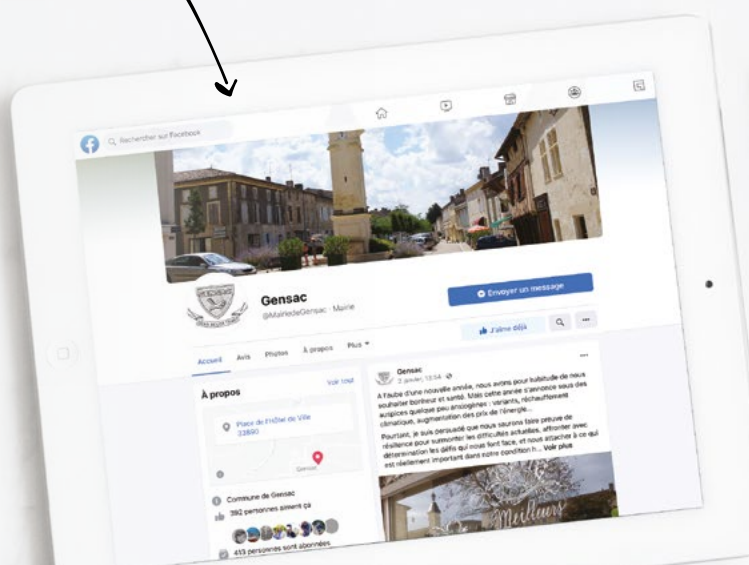 Rechercher sur Facebook
GENSAC
Gensac
@MairiedeGensac · Mairie
Envoyer un message
J'aime déjà
Accueil Avis Photos À propos Plus
À propos
Voir tout
Place de l'Hôtel de Ville
33890
Gensac
Commune de Gensac
392 personnes aiment ça
413 personnes sont abonnées
Gensac
2 janvier, 13:54
A l'aube d'une nouvelle année, nous avons pour habitude de nous
souhaiter bonheur et santé. Mais cette année s'annonce sous des
auspices quelque peu anxiogènes : variants, réchauffement
climatique, augmentation des prix de l'énergie...
Pourtant, je suis persuadé que nous saurons faire preuve de
résilience pour surmonter les difficultés actuelles, affronter avec
détermination les défis qui nous font face, et nous attacher à ce qui
est réellement important dans notre condition h... Voir plus
Meilleurs